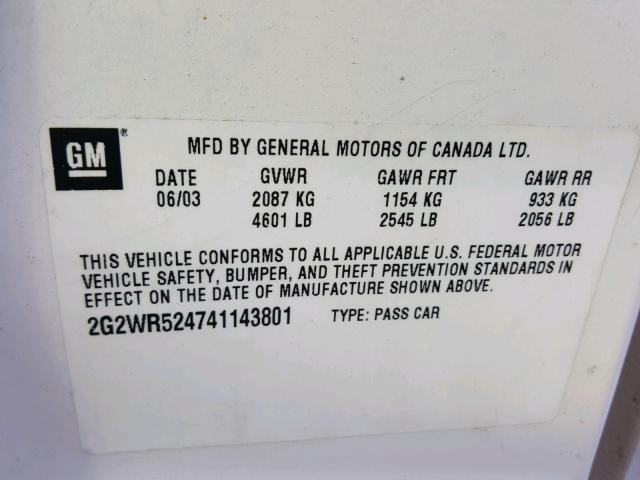 GM®
MFD BY GENERAL MOTORS OF CANADA LTD.
DATE GVWR GAWR FRT GAWR RR
06/03 2087 KG 1154 KG 933 KG
4601 LB 2545 LB 2056 LB
THIS VEHICLE CONFORMS TO ALL APPLICABLE U.S. FEDERAL MOTOR
VEHICLE SAFETY, BUMPER, AND THEFT PREVENTION STANDARDS IN
EFFECT ON THE DATE OF MANUFACTURE SHOWN ABOVE.
2G2WR524741143801 TYPE: PASS CAR